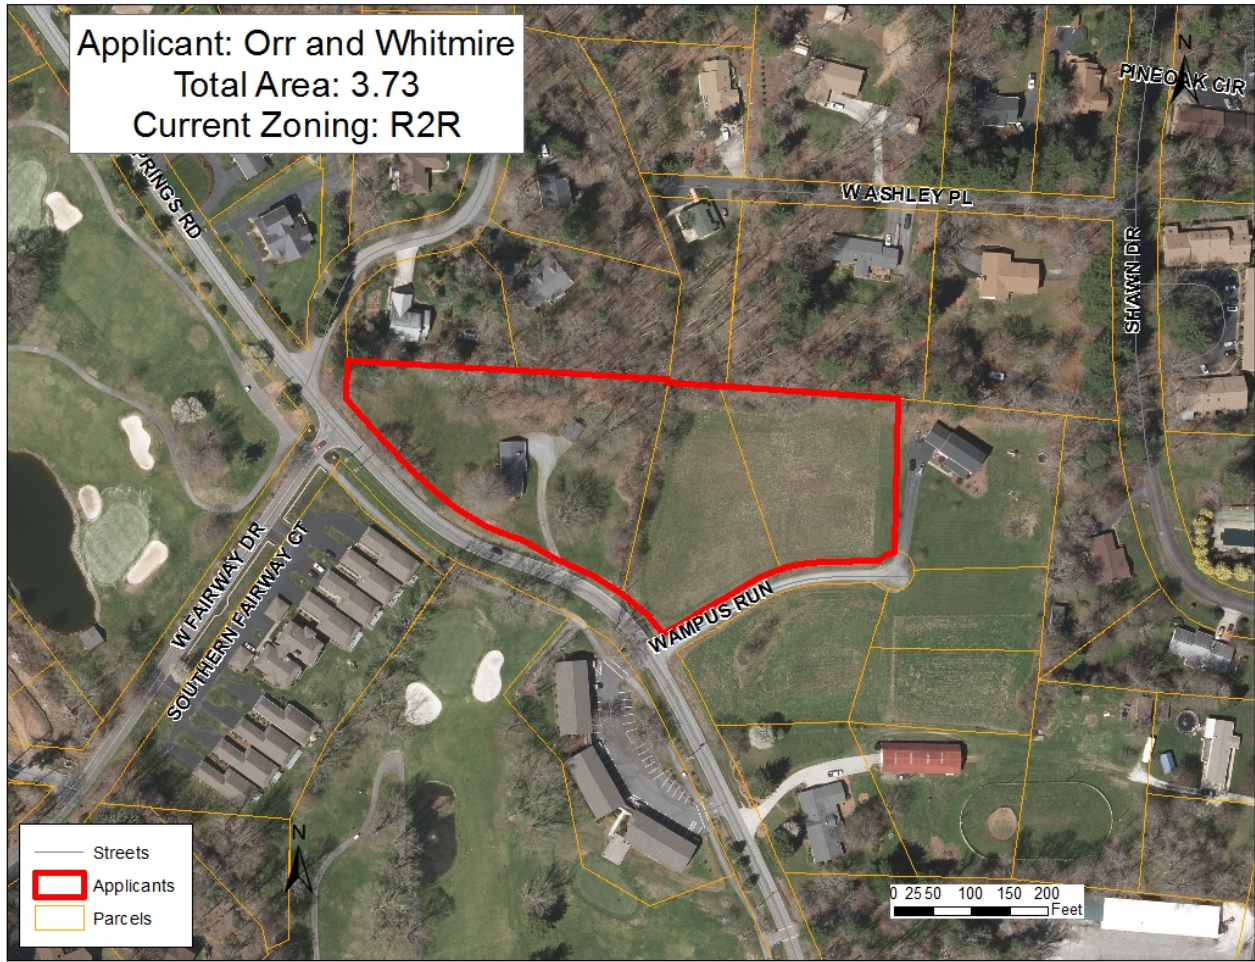 Applicant: Orr and Whitmire
Total Area: 3.73
Current Zoning: R2R
N
PINEOAK CIR
SPRINGS RD
W ASHLEY PL
SHAWN DR
W FAIRWAY DR
SOUTHERN FAIRWAY CT
WAMPUS RUN
N
Streets
Applicants
Parcels
0 25 50 100 150 200
Feet